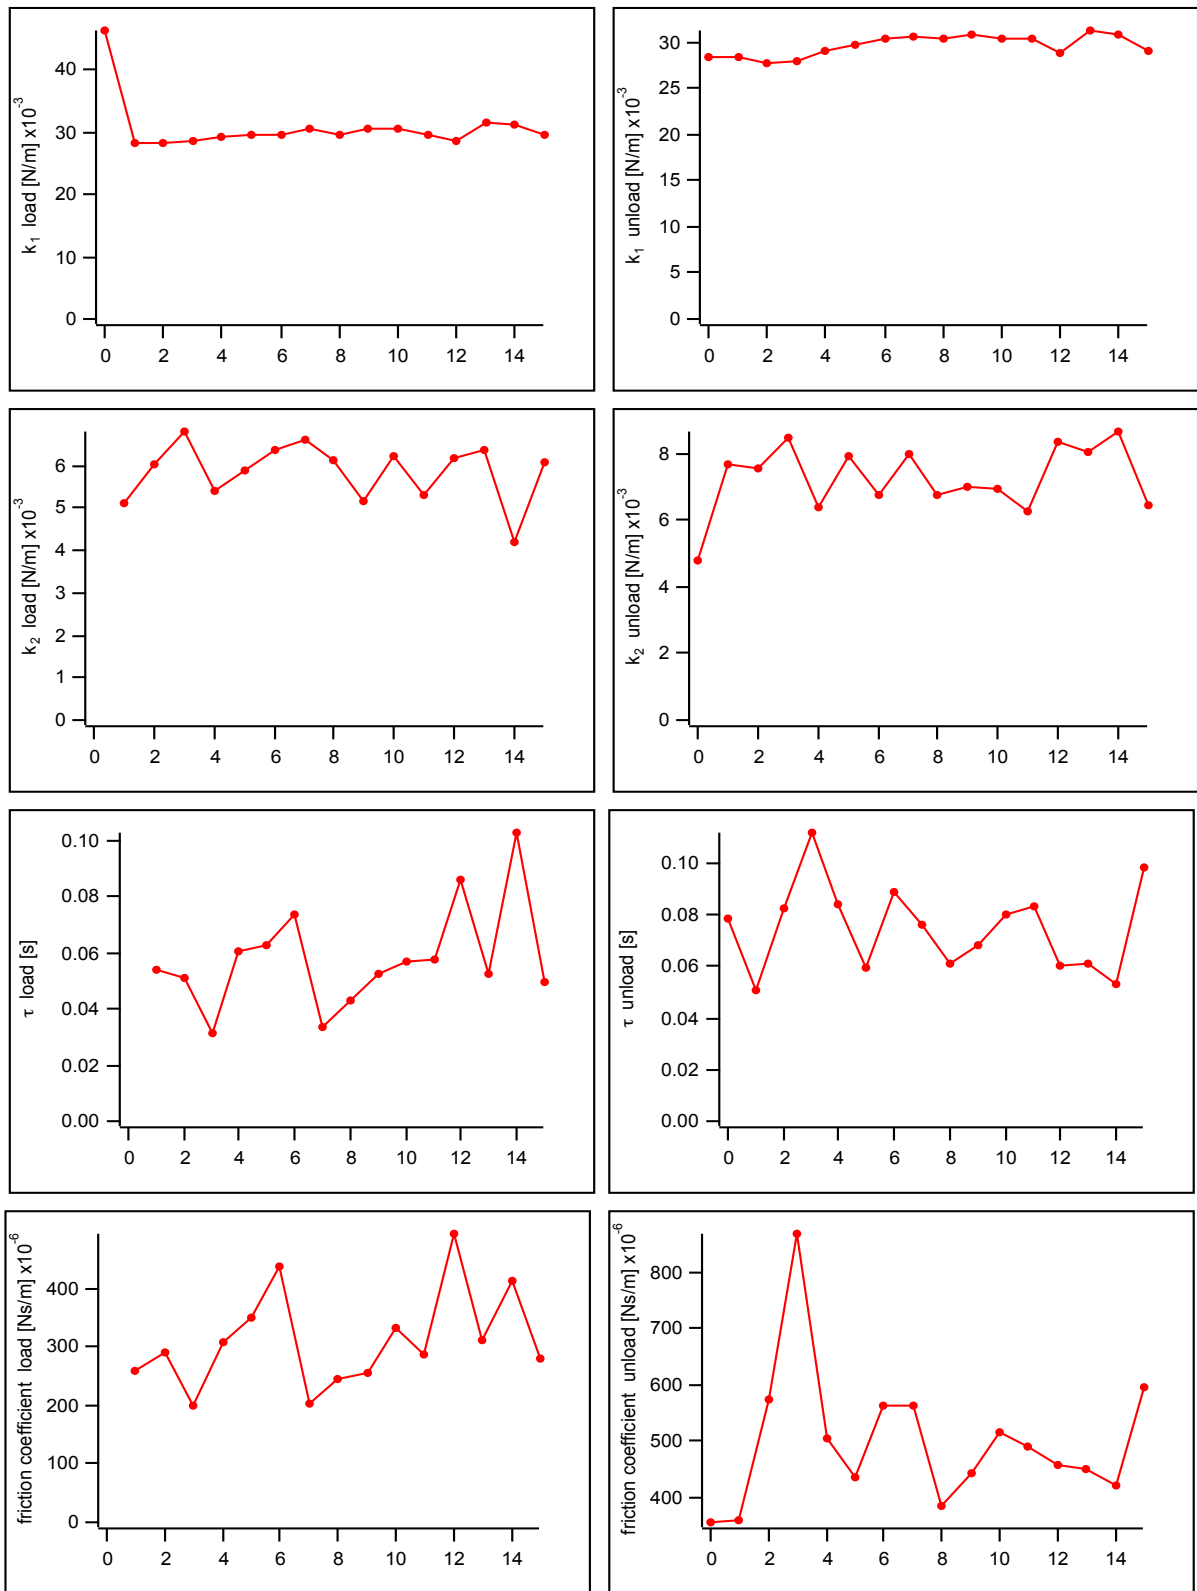 k₁ load [N/m] x10⁻³
40
30
20
10
0
0 2 4 6 8 10 12 14
k₁ unload [N/m] x10⁻³
30
25
20
15
10
5
0
0 2 4 6 8 10 12 14
k₂ load [N/m] x10⁻³
6
5
4
3
2
1
0
0 2 4 6 8 10 12 14
k₂ unload [N/m] x10⁻³
8
6
4
2
0
0 2 4 6 8 10 12 14
τ load [s]
0.10
0.08
0.06
0.04
0.02
0.00
0 2 4 6 8 10 12 14
τ unload [s]
0.10
0.08
0.06
0.04
0.02
0.00
0 2 4 6 8 10 12 14
friction coefficient load [Ns/m] x10⁻⁶
400
300
200
100
0
0 2 4 6 8 10 12 14
friction coefficient unload [Ns/m] x10⁻⁶
800
700
600
500
400
0 2 4 6 8 10 12 14